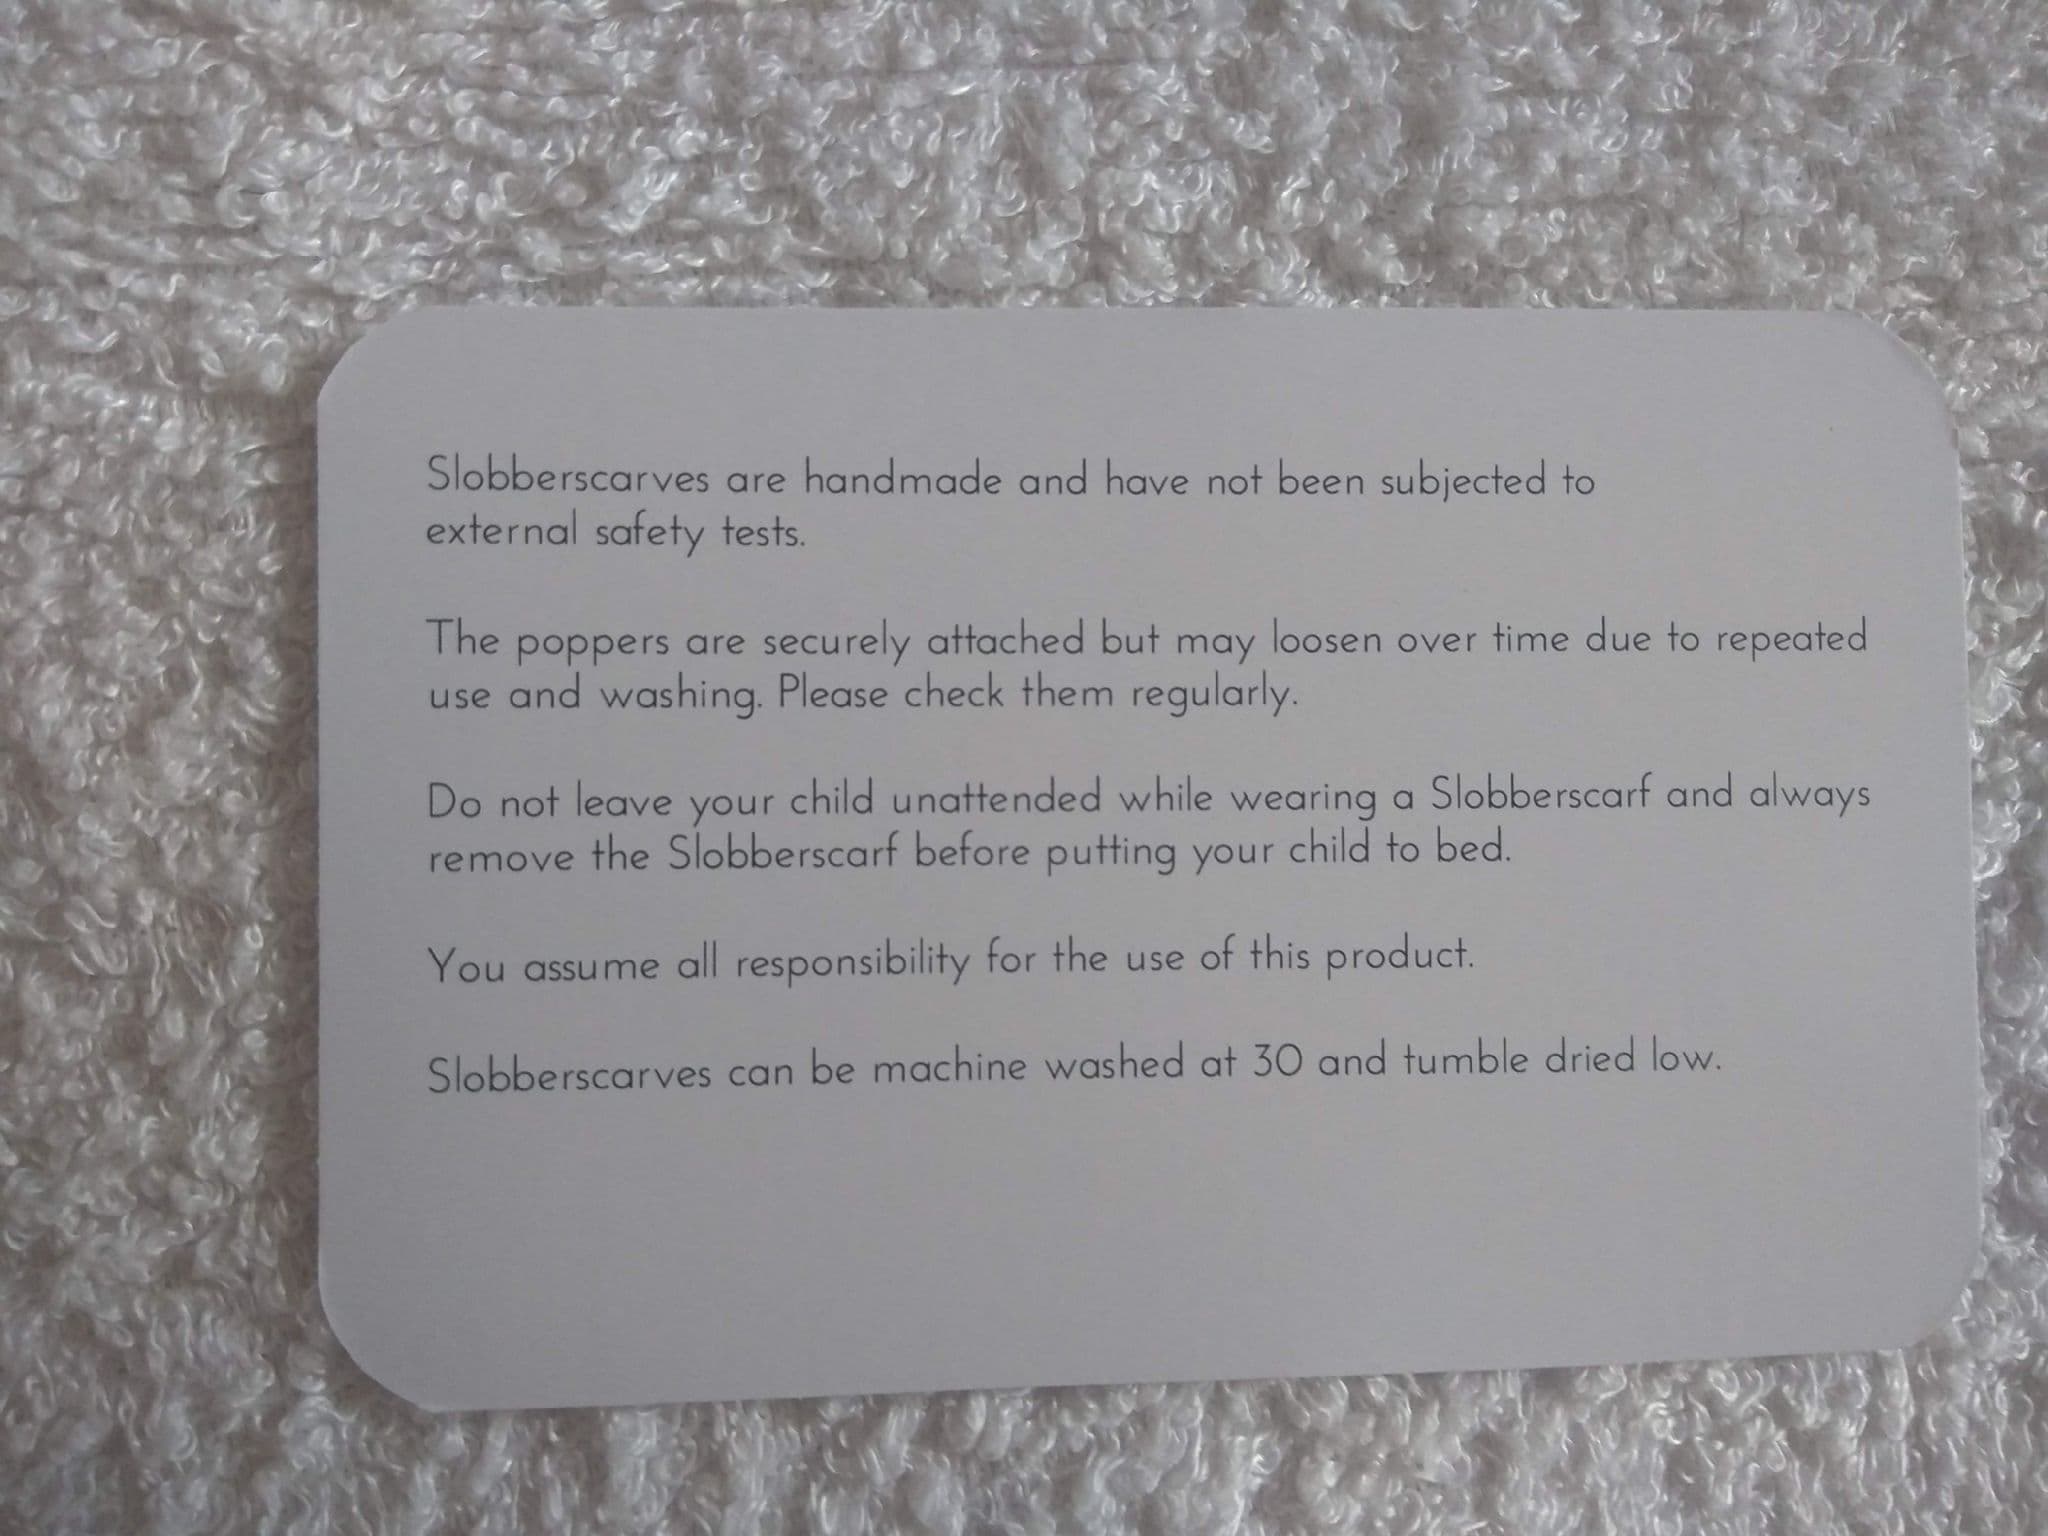 Slobberscarves are handmade and have not been subjected to
external safety tests.
The poppers are securely attached but may loosen over time due to repeated
use and washing. Please check them regularly.
Do not leave your child unattended while wearing a Slobberscarf and always
remove the Slobberscarf before putting your child to bed.
You assume all responsibility for the use of this product.
Slobberscarves can be machine washed at 30 and tumble dried low.